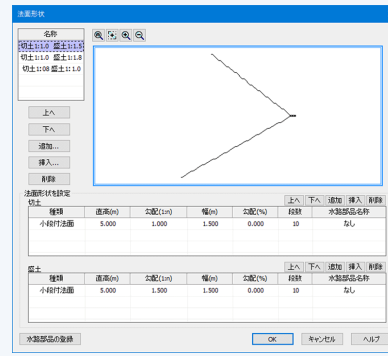 法面形状
名称
切土1:1.0 盛土1:1.5
切土1:1.0 盛土1:1.8
切土1:08 盛土1:1.0
上へ
下へ
追加...
挿入...
削除
法面形状を設定
切土
上へ 下へ 追加 挿入 削除
種類 直高(m) 勾配(1:n) 幅(m) 勾配(%) 段数 水路部品名称
小段付法面 5.000 1.000 1.500 0.000 10 なし
盛土
上へ 下へ 追加 挿入 削除
種類 直高(m) 勾配(1:n) 幅(m) 勾配(%) 段数 水路部品名称
小段付法面 5.000 1.500 1.500 0.000 10 なし
水路部品の登録 OK キャンセル ヘルプ